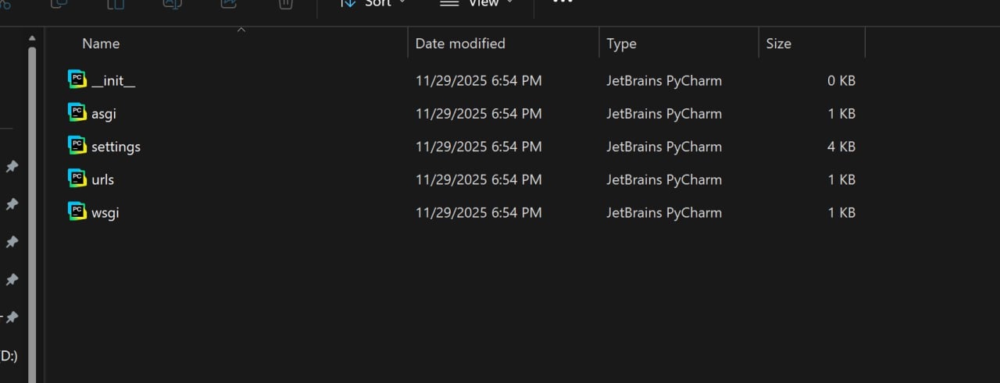 Sort View
Name Date modified Type Size
__init__ 11/29/2025 6:54 PM JetBrains PyCharm 0 KB
asgi 11/29/2025 6:54 PM JetBrains PyCharm 1 KB
settings 11/29/2025 6:54 PM JetBrains PyCharm 4 KB
urls 11/29/2025 6:54 PM JetBrains PyCharm 1 KB
wsgi 11/29/2025 6:54 PM JetBrains PyCharm 1 KB
D:)